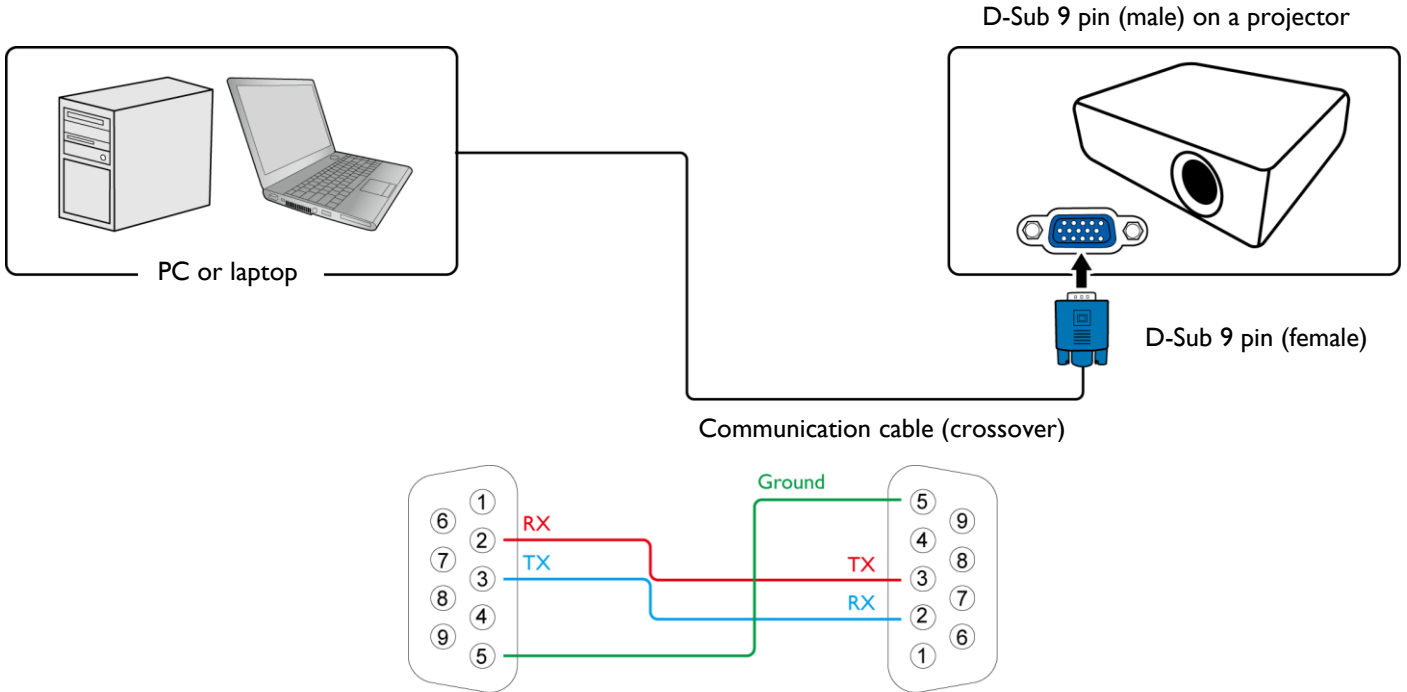 D-Sub 9 pin (male) on a projector
PC or laptop
D-Sub 9 pin (female)
Communication cable (crossover)
Ground
1
6
2
RX
7
3
TX
8
4
9
5
5
9
4
8
TX
3
7
RX
2
6
1